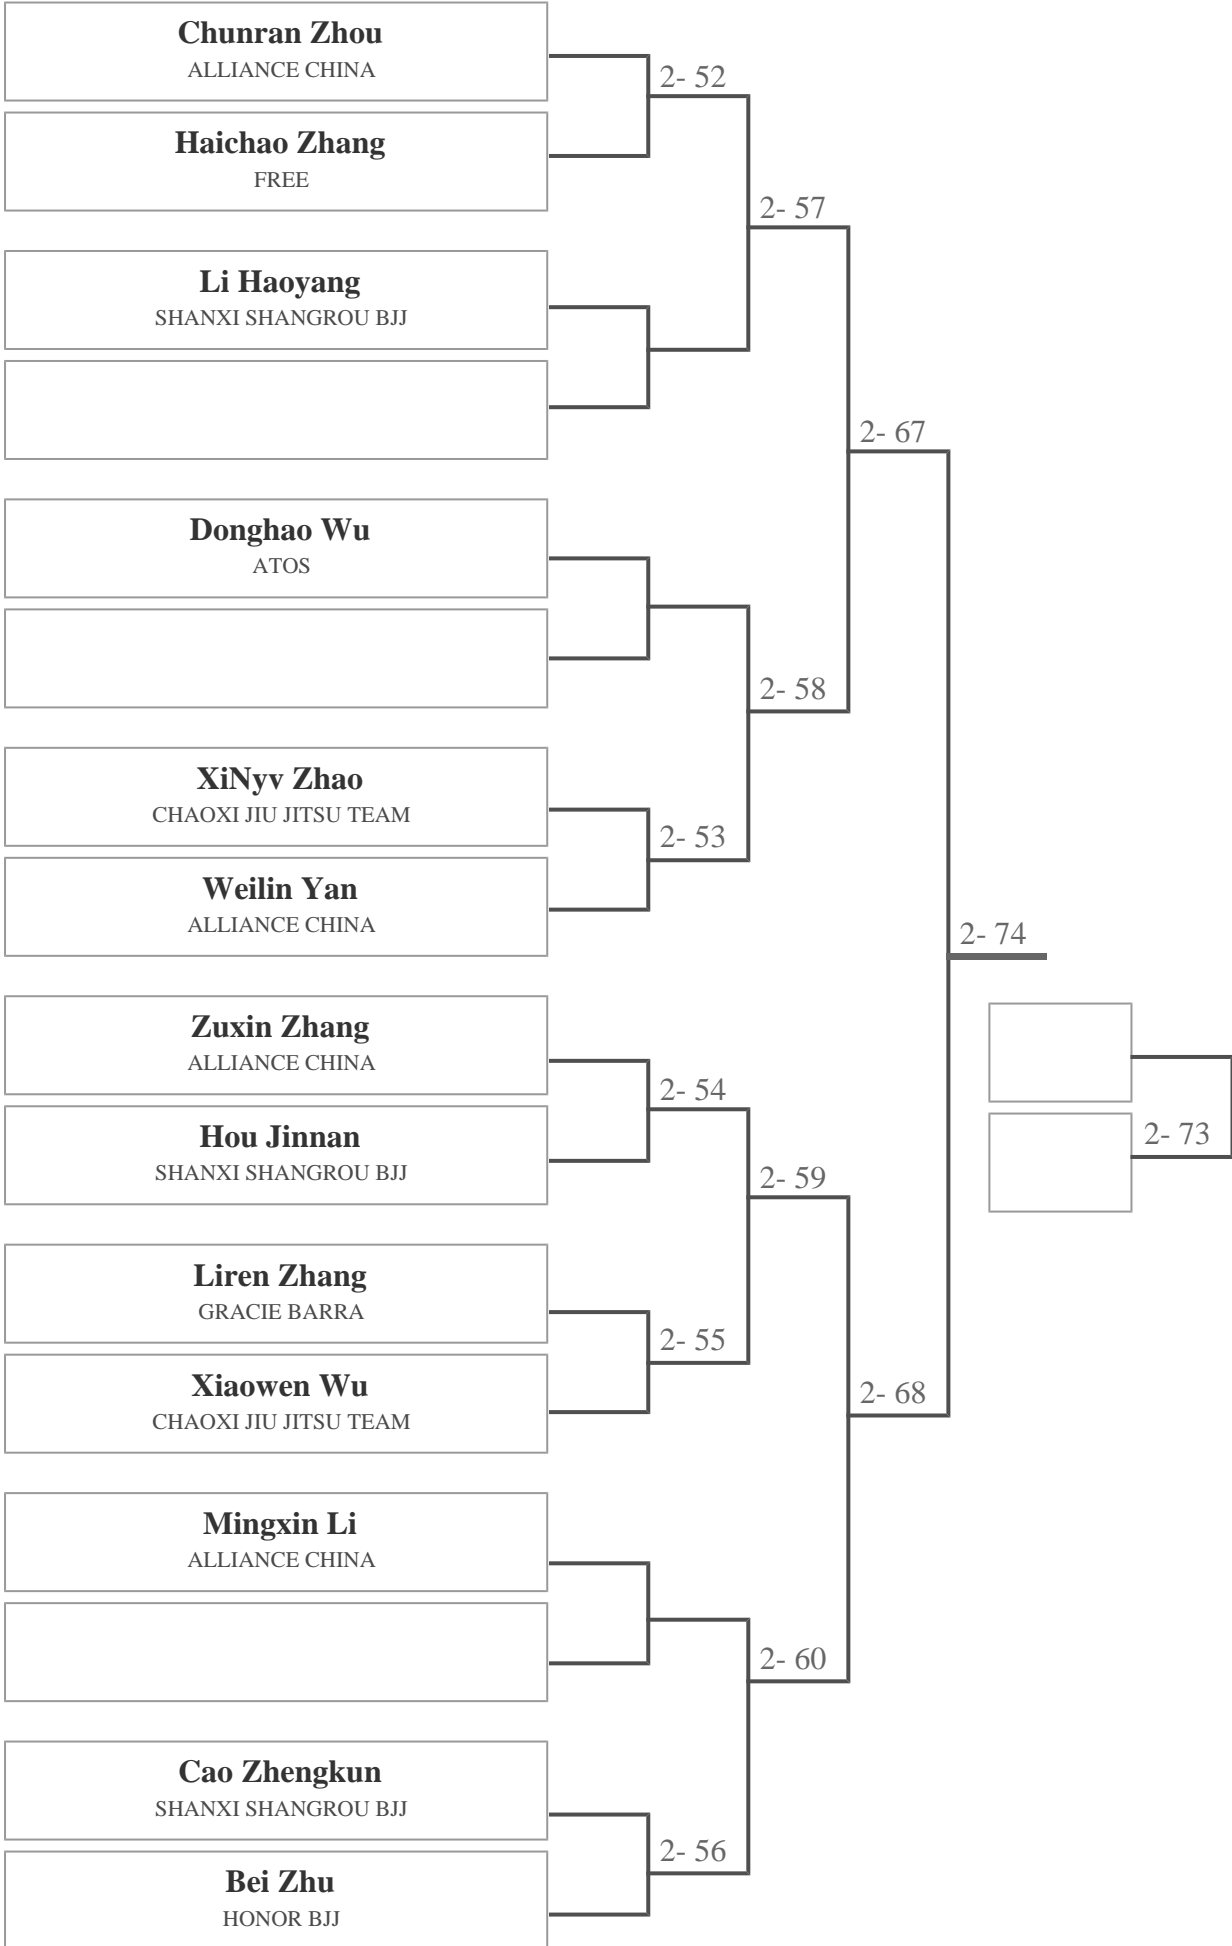 Chunran Zhou
ALLIANCE CHINA
2- 52
Haichao Zhang
FREE
2- 57
Li Haoyang
SHANXI SHANGROU BJJ
2- 67
Donghao Wu
ATOS
2- 58
XiNyv Zhao
CHAOXI JIU JITSU TEAM
2- 53
Weilin Yan
ALLIANCE CHINA
2- 74
Zuxin Zhang
ALLIANCE CHINA
2- 54
Hou Jinnan
SHANXI SHANGROU BJJ
2- 73
2- 59
Liren Zhang
GRACIE BARRA
2- 55
Xiaowen Wu
CHAOXI JIU JITSU TEAM
2- 68
Mingxin Li
ALLIANCE CHINA
2- 60
Cao Zhengkun
SHANXI SHANGROU BJJ
2- 56
Bei Zhu
HONOR BJJ